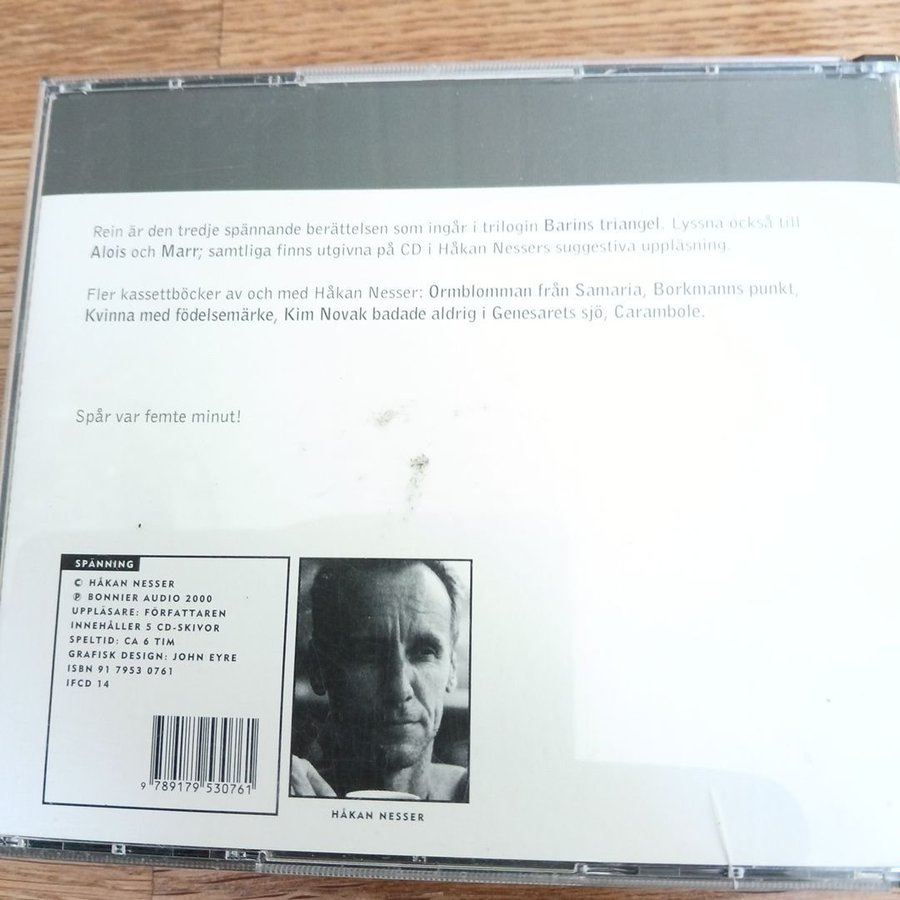 Rein är den tredje spännande berättelsen som ingår i trilogin Barins triangel. Lyssna också till
Alois och Marr; samtliga finns utgivna på CD i Håkan Nessers suggestiva uppläsning.
Fler kassettböcker av och med Håkan Nesser: Ormblomman från Samaria, Borkmanns punkt,
Kvinna med födelsemärke, Kim Novak badade aldrig i Genesarets sjö, Carambole.
Spår var femte minut!
SPÄNNING
© HÅKAN NESSER
℗ BONNIER AUDIO 2000
UPPLÄSARE: FÖRFATTAREN
INNEHÅLLER 5 CD-SKIVOR
SPELTID: CA 6 TIM
GRAFISK DESIGN: JOHN EYRE
ISBN 91 7953 0761
IFCD 14
9 789179 530761
HÅKAN NESSER